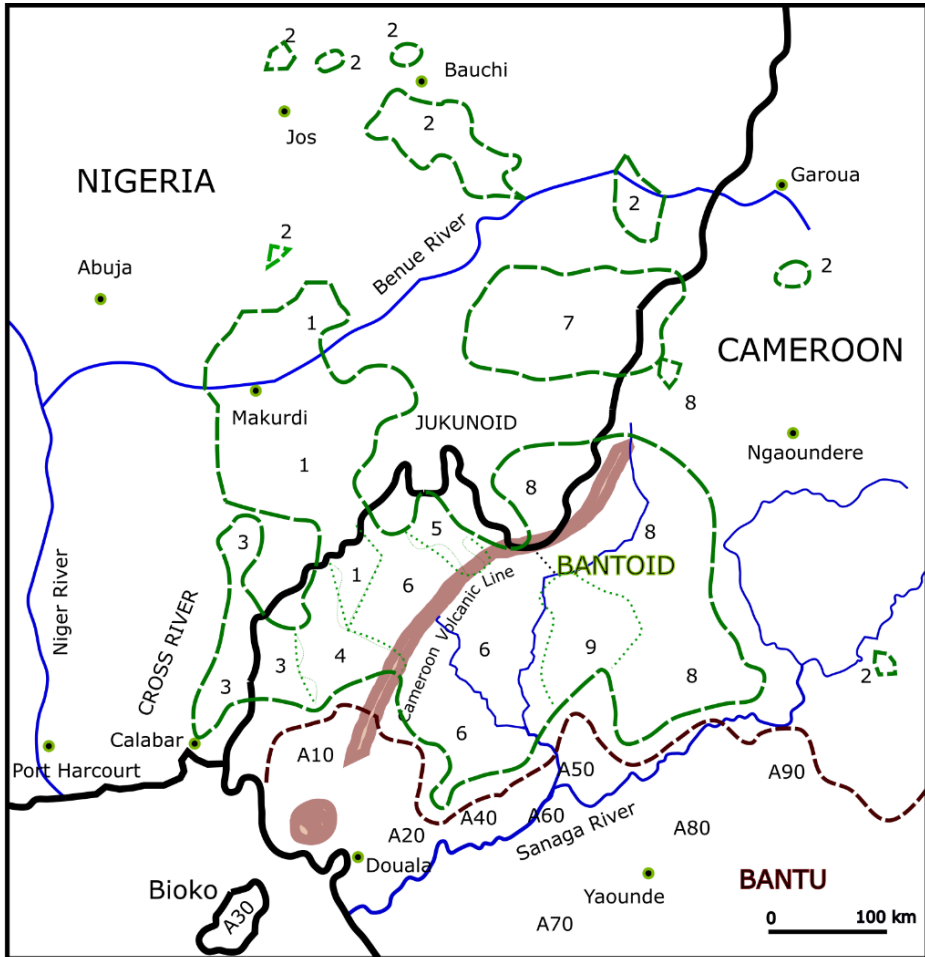 2
2
2
Bauchi
2
Jos
NIGERIA
Garoua
2
2
Benue River
Abuja
2
1
7
CAMEROON
8
Makurdi
JUKUNOID
Ngaoundere
1
8
5
3
8
BANTOID
1
6
Cameroon Volcanic Line
Niger River
CROSS RIVER
6
9
3
4
8
2
3
6
Calabar
A10
Port Harcourt
A50
A90
A40
A60
Sanaga River
A20
A80
Douala
Bioko
Yaounde
BANTU
A30
A70
0 100 km